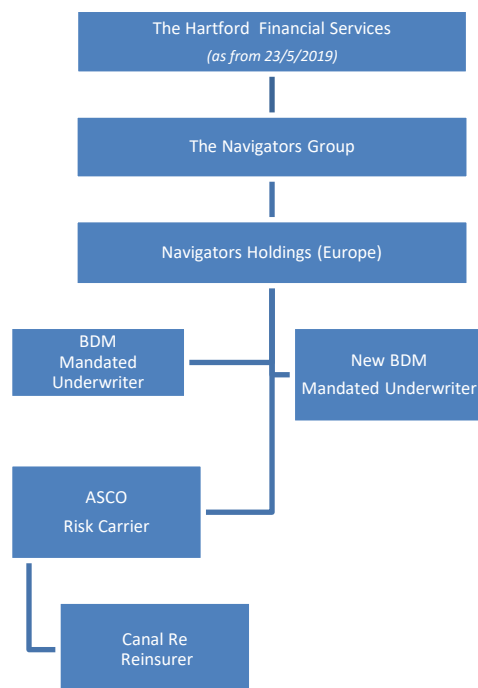 The Hartford Financial Services
(as from 23/5/2019)
The Navigators Group
Navigators Holdings (Europe)
BDM
Mandated
Underwriter
New BDM
Mandated Underwriter
ASCO
Risk Carrier
Canal Re
Reinsurer